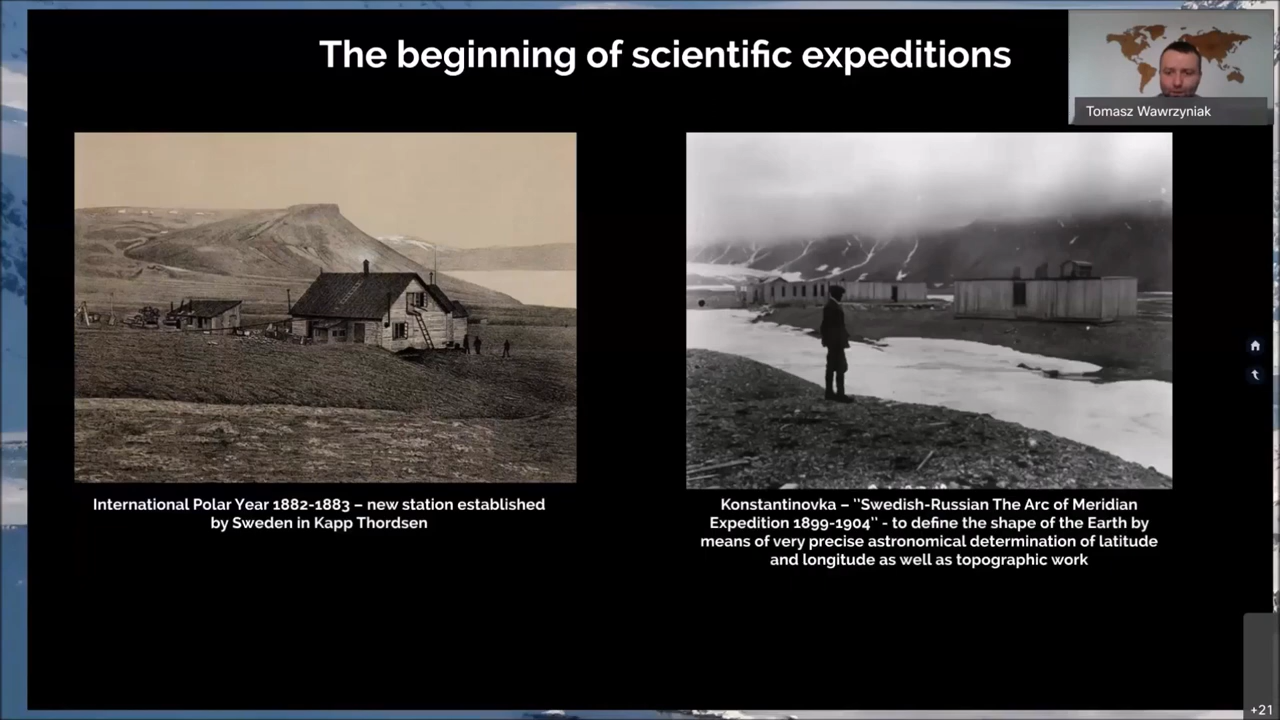 The beginning of scientific expeditions
Tomasz Wawrzyniak
International Polar Year 1882-1883 – new station established
by Sweden in Kapp Thordsen
Konstantinovka – ''Swedish-Russian The Arc of Meridian
Expedition 1899-1904'' - to define the shape of the Earth by
means of very precise astronomical determination of latitude
and longitude as well as topographic work
+21